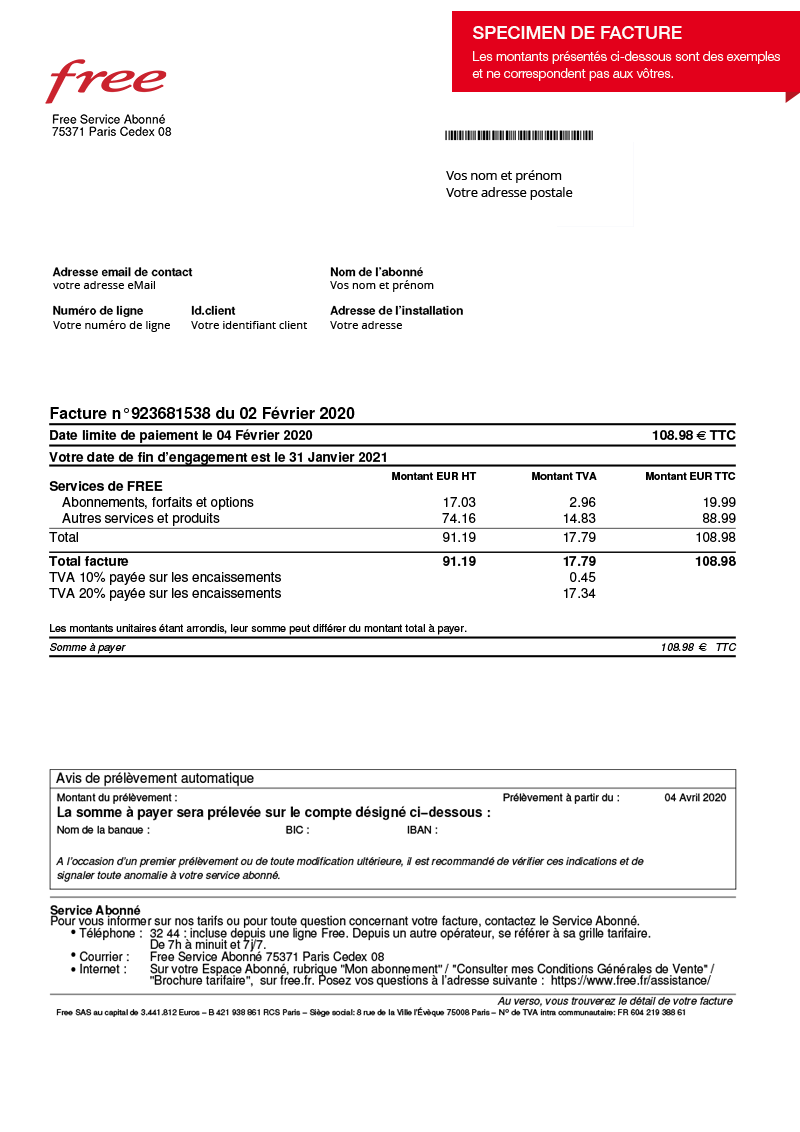 SPECIMEN DE FACTURE
Les montants présentés ci-dessous sont des exemples
et ne correspondent pas aux vôtres.
free
Free Service Abonné
75371 Paris Cedex 08
Vos nom et prénom
Votre adresse postale
Adresse email de contact
votre adresse eMail
Nom de l'abonné
Vos nom et prénom
Numéro de ligne
Votre numéro de ligne
Id.client
Votre identifiant client
Adresse de l'installation
Votre adresse
Facture n°923681538 du 02 Février 2020
Date limite de paiement le 04 Février 2020 108.98 € TTC
Votre date de fin d'engagement est le 31 Janvier 2021
Montant EUR HT Montant TVA Montant EUR TTC
Services de FREE
Abonnements, forfaits et options 17.03 2.96 19.99
Autres services et produits 74.16 14.83 88.99
Total 91.19 17.79 108.98
Total facture 91.19 17.79 108.98
TVA 10% payée sur les encaissements 0.45
TVA 20% payée sur les encaissements 17.34
Les montants unitaires étant arrondis, leur somme peut différer du montant total à payer.
Somme à payer 108.98 € TTC
Avis de prélèvement automatique
Montant du prélèvement : Prélèvement à partir du : 04 Avril 2020
La somme à payer sera prélevée sur le compte désigné ci–dessous :
Nom de la banque : BIC : IBAN :
A l'occasion d'un premier prélèvement ou de toute modification ultérieure, il est recommandé de vérifier ces indications et de
signaler toute anomalie à votre service abonné.
Service Abonné
Pour vous informer sur nos tarifs ou pour toute question concernant votre facture, contactez le Service Abonné.
• Téléphone : 32 44 : incluse depuis une ligne Free. Depuis un autre opérateur, se référer à sa grille tarifaire.
De 7h à minuit et 7j/7.
• Courrier : Free Service Abonné 75371 Paris Cedex 08
• Internet : Sur votre Espace Abonné, rubrique "Mon abonnement" / "Consulter mes Conditions Générales de Vente" /
"Brochure tarifaire", sur free.fr. Posez vos questions à l'adresse suivante : https://www.free.fr/assistance/
Au verso, vous trouverez le détail de votre facture
Free SAS au capital de 3.441.812 Euros – B 421 938 861 RCS Paris – Siège social: 8 rue de la Ville l'Évèque 75008 Paris – N° de TVA intra communautaire: FR 604 219 388 61